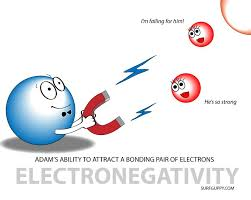 I'm falling for him!
He's so strong
ADAM'S ABILITY TO ATTRACT A BONDING PAIR OF ELECTRONS
ELECTRONEGATIVITY
SUREGUPPY.COM